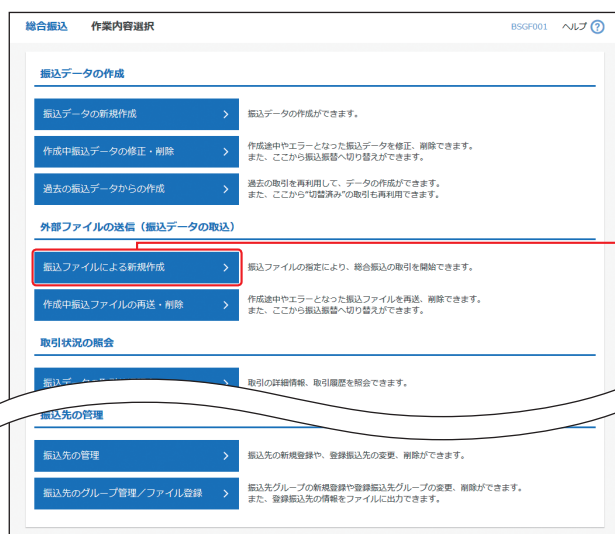 総合振込 作業内容選択 BSGF001 ヘルプ ?
振込データの作成
振込データの新規作成 > 振込データの作成ができます。
作成中振込データの修正・削除 > 作成途中やエラーとなった振込データを修正、削除できます。
また、ここから振込振替へ切り替えができます。
過去の振込データからの作成 > 過去の取引を再利用して、データの作成ができます。
また、ここから“切替済み”の取引も再利用できます。
外部ファイルの送信（振込データの取込）
振込ファイルによる新規作成 > 振込ファイルの指定により、総合振込の取引を開始できます。
作成中振込ファイルの再送・削除 > 作成途中やエラーとなった振込ファイルを再送、削除できます。
また、ここから振込振替へ切り替えができます。
取引状況の照会
振込デー 取引の詳細情報、取引履歴を照会できます。
振込先の管理
振込先の管理 > 振込先の新規登録や、登録振込先の変更、削除ができます。
振込先のグループ管理／ファイル登録 > 振込先グループの新規登録や登録振込先グループの変更、削除ができます。
また、登録振込先の情報をファイルに出力できます。